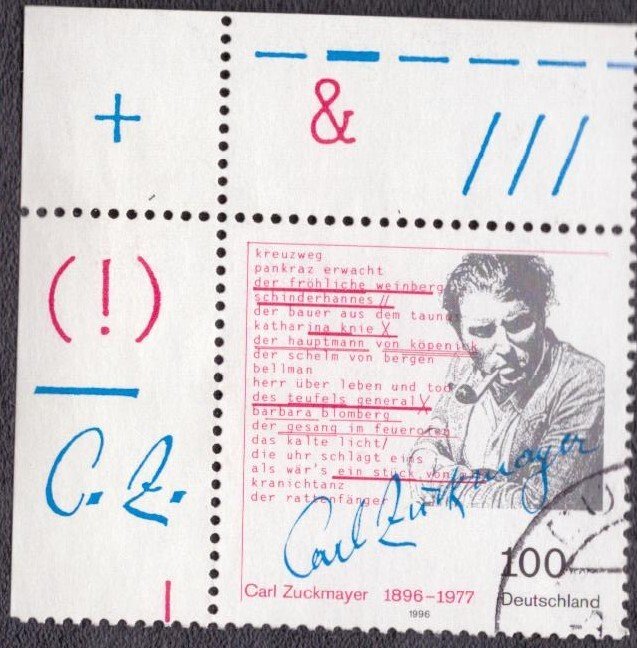 +
&
///
(!)
C. Z.
kreuzweg
pankraz erwacht
der fröhliche weinberg
schinderhannes //
der bauer aus dem taunus
katharina knie X
der hauptmann von köpenick
der schelm von bergen
bellman
herr über leben und tod
des teufels general X
barbara blomberg
der gesang im feuerofen
das kalte licht/
die uhr schlägt eins
als wär's ein stück von
kranichtanz
der rattenfänger
Carl Zuckmayer
100
Carl Zuckmayer 1896–1977
Deutschland
1996